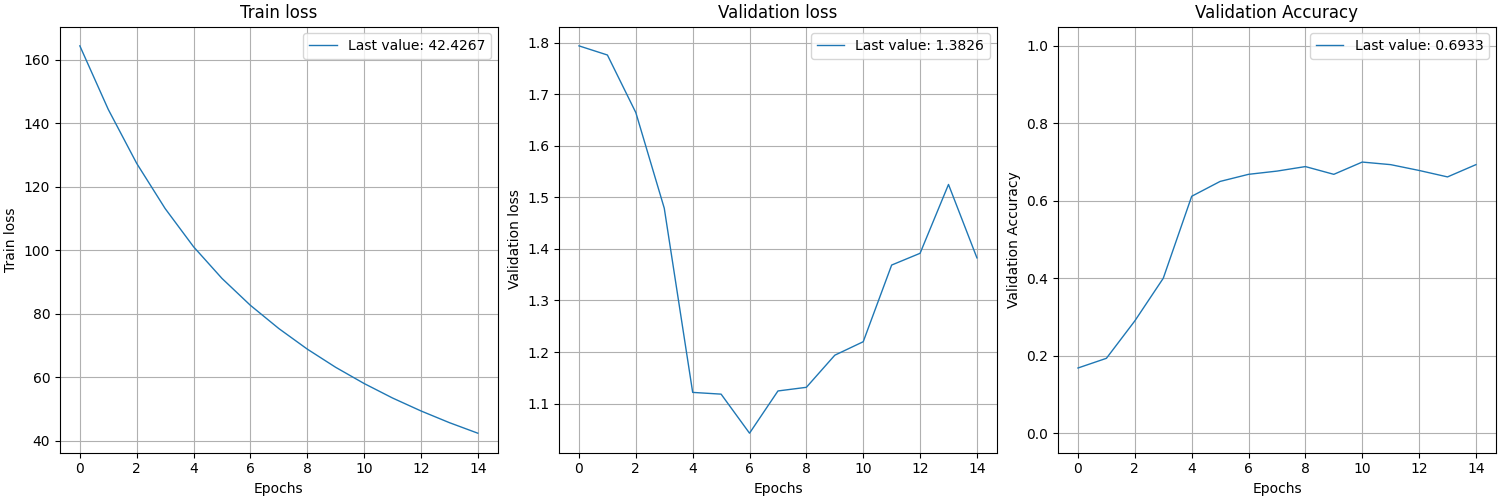 Train loss
Last value: 42.4267
160
140
120
100
80
60
40
Train loss
0 2 4 6 8 10 12 14
Epochs
Validation loss
Last value: 1.3826
1.8
1.7
1.6
1.5
1.4
1.3
1.2
1.1
Validation loss
0 2 4 6 8 10 12 14
Epochs
Validation Accuracy
Last value: 0.6933
1.0
0.8
0.6
0.4
0.2
0.0
Validation Accuracy
0 2 4 6 8 10 12 14
Epochs